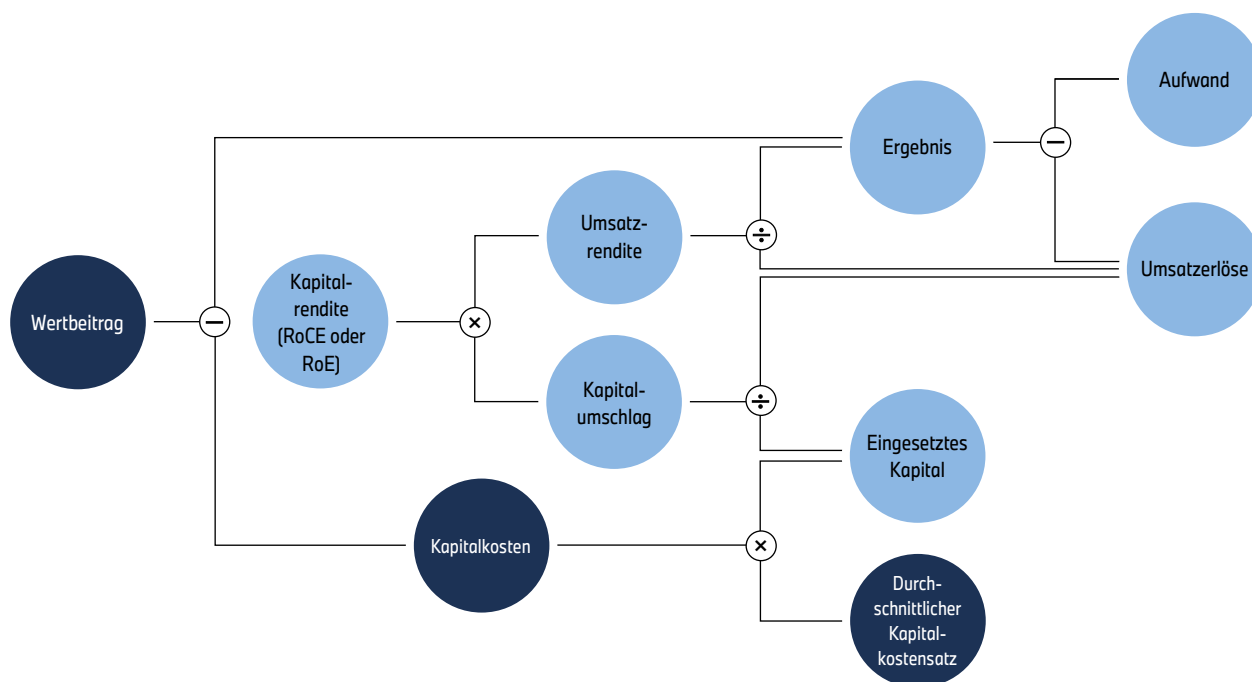 Aufwand
Ergebnis
−
Umsatz-
rendite
÷
Umsatzerlöse
Wertbeitrag
−
Kapital-
rendite
(RoCE oder
RoE)
×
Kapital-
umschlag
÷
Eingesetztes
Kapital
Kapitalkosten
×
Durch-
schnittlicher
Kapital-
kostensatz